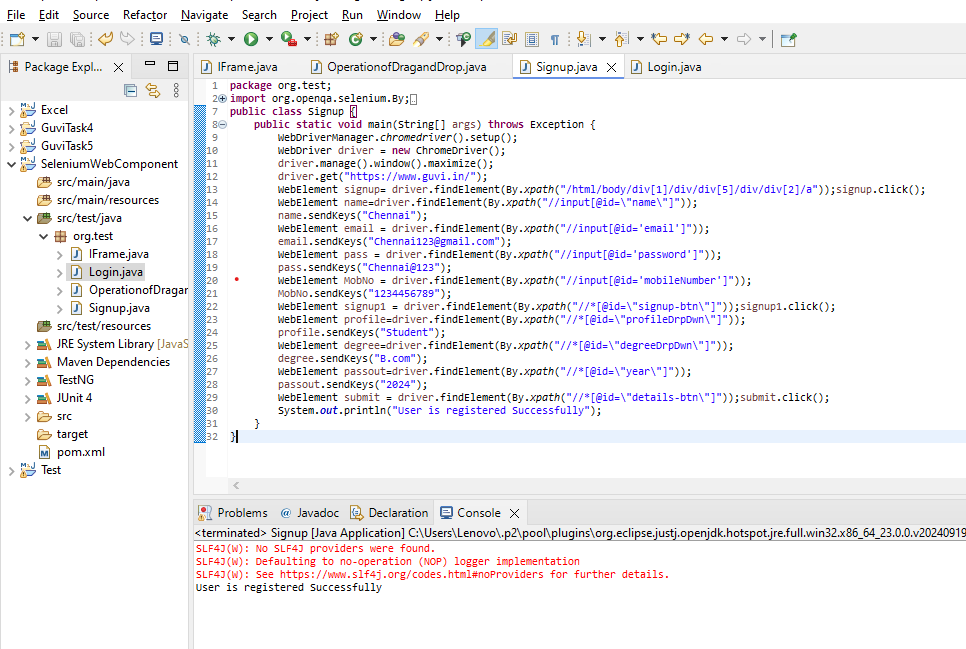 File Edit Source Refactor Navigate Search Project Run Window Help
Package Expl...
Excel
GuviTask4
GuviTask5
SeleniumWebComponent
src/main/java
src/main/resources
src/test/java
org.test
IFrame.java
Login.java
OperationofDragar
Signup.java
src/test/resources
JRE System Library [JavaS
Maven Dependencies
TestNG
JUnit 4
src
target
pom.xml
Test
IFrame.java OperationofDragandDrop.java Signup.java Login.java
1 package org.test;
2 import org.openqa.selenium.By;
7 public class Signup {
8 public static void main(String[] args) throws Exception {
9 WebDriverManager.chromedriver().setup();
10 WebDriver driver = new ChromeDriver();
11 driver.manage().window().maximize();
12 driver.get("https://www.guvi.in/");
13 WebElement signup= driver.findElement(By.xpath("/html/body/div[1]/div/div[5]/div/div[2]/a"));signup.click();
14 WebElement name=driver.findElement(By.xpath("//input[@id=\"name\"]"));
15 name.sendKeys("Chennai");
16 WebElement email = driver.findElement(By.xpath("//input[@id='email']"));
17 email.sendKeys("Chennai123@gmail.com");
18 WebElement pass = driver.findElement(By.xpath("//input[@id='password']"));
19 pass.sendKeys("Chennai@123");
20 WebElement MobNo = driver.findElement(By.xpath("//input[@id='mobileNumber']"));
21 MobNo.sendKeys("1234456789");
22 WebElement signup1 = driver.findElement(By.xpath("//*[@id=\"signup-btn\"]"));signup1.click();
23 WebElement profile=driver.findElement(By.xpath("//*[@id=\"profileDrpDwn\"]"));
24 profile.sendKeys("Student");
25 WebElement degree=driver.findElement(By.xpath("//*[@id=\"degreeDrpDwn\"]"));
26 degree.sendKeys("B.com");
27 WebElement passout=driver.findElement(By.xpath("//*[@id=\"year\"]"));
28 passout.sendKeys("2024");
29 WebElement submit = driver.findElement(By.xpath("//*[@id=\"details-btn\"]"));submit.click();
30 System.out.println("User is registered Successfully");
31 }
32 }
Problems Javadoc Declaration Console
<terminated> Signup [Java Application] C:\Users\Lenovo\.p2\pool\plugins\org.eclipse.justj.openjdk.hotspot.jre.full.win32.x86_64_23.0.0.v20240919
SLF4J(W): No SLF4J providers were found.
SLF4J(W): Defaulting to no-operation (NOP) logger implementation
SLF4J(W): See https://www.slf4j.org/codes.html#noProviders for further details.
User is registered Successfully